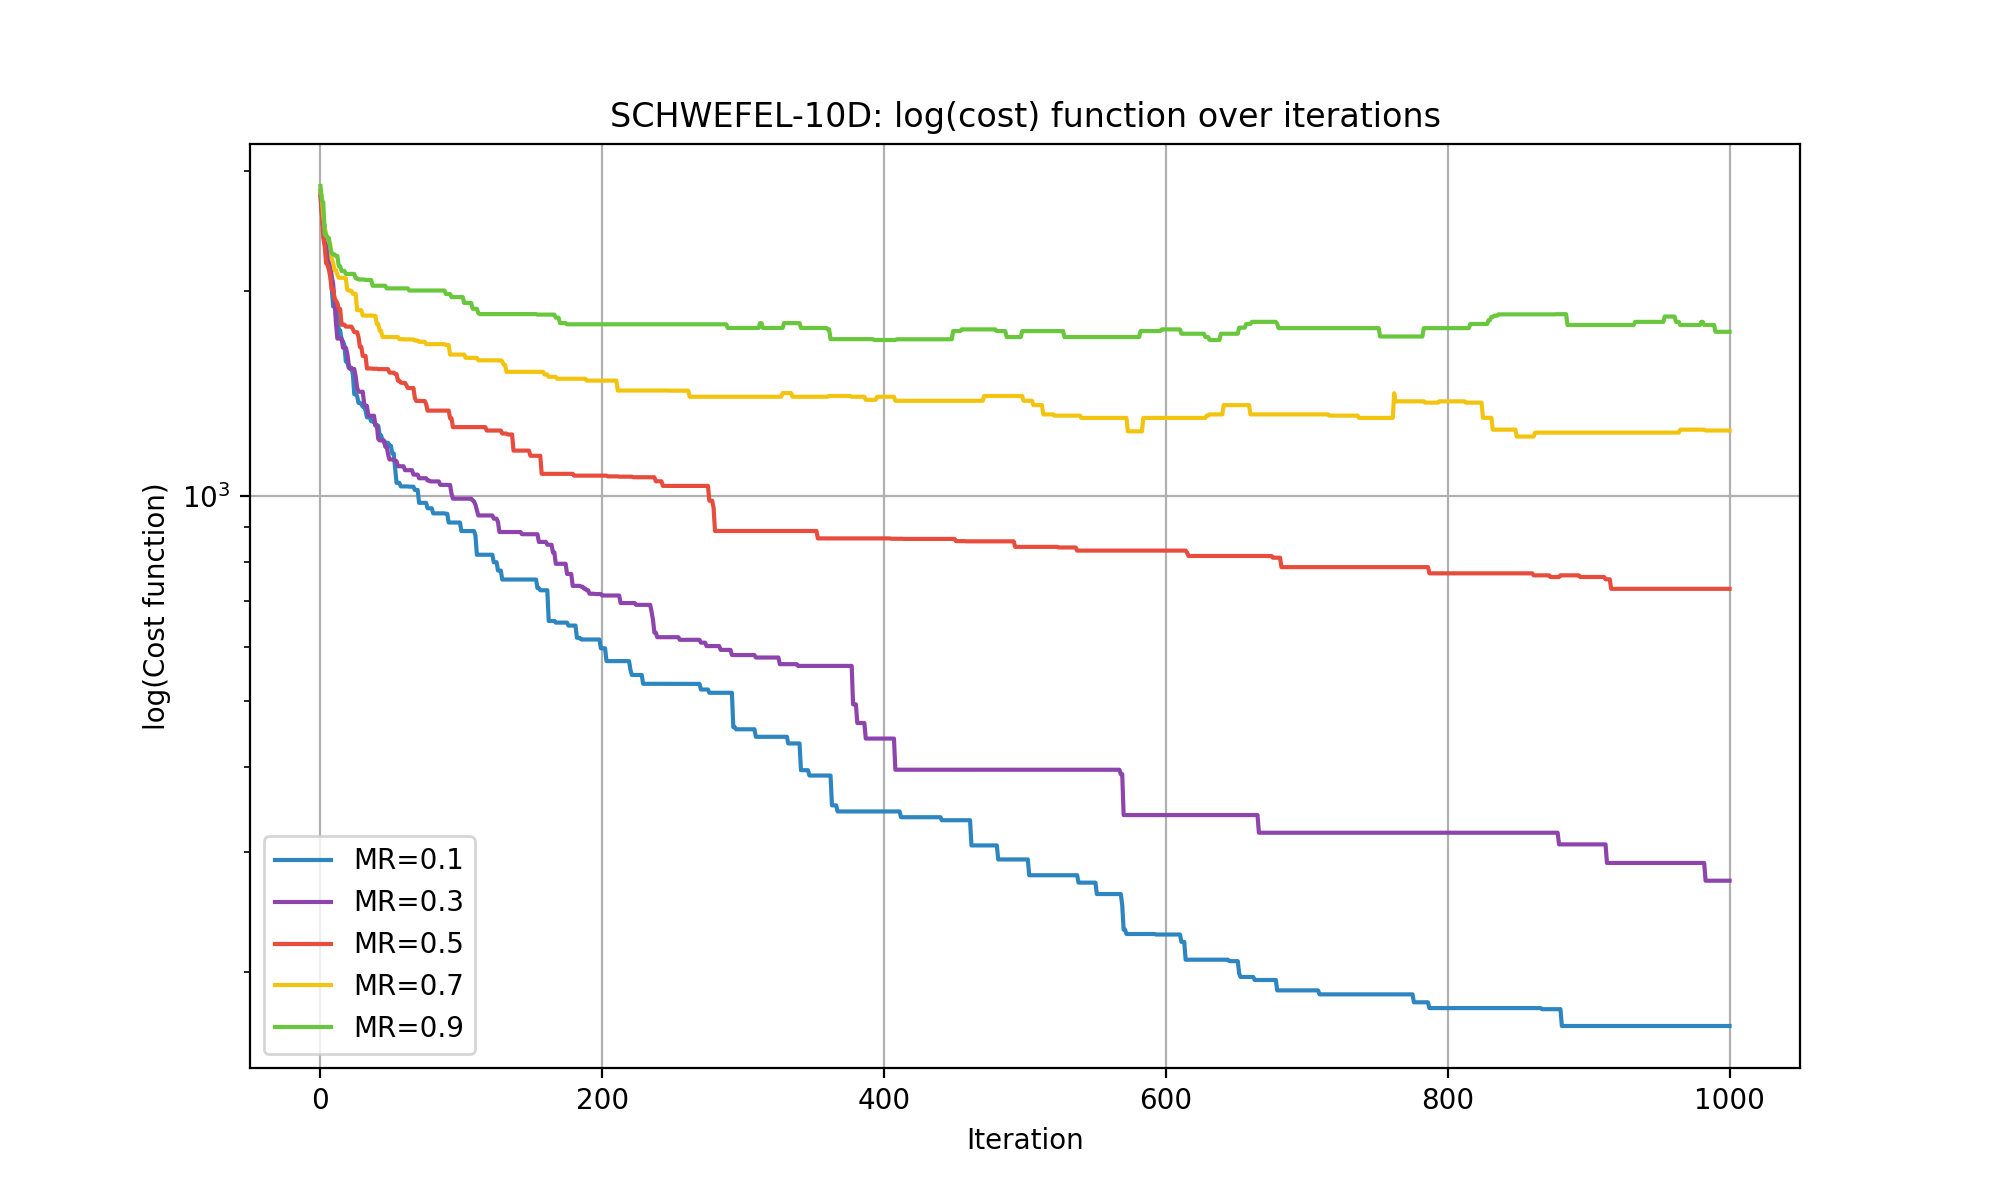 SCHWEFEL-10D: log(cost) function over iterations
10³
log(Cost function)
MR=0.1
MR=0.3
MR=0.5
MR=0.7
MR=0.9
0 200 400 600 800 1000
Iteration